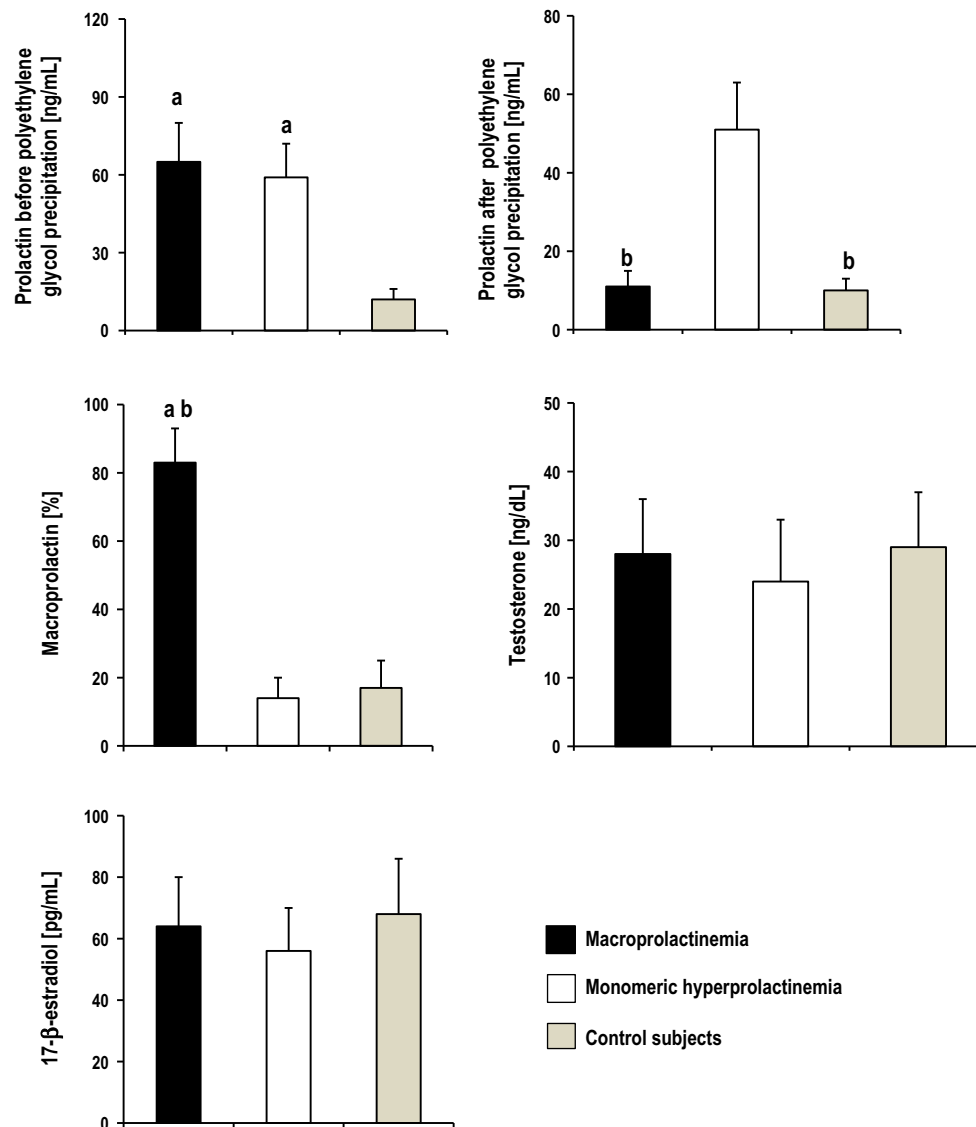 Prolactin before polyethylene
glycol precipitation [ng/mL]
120
90
60
30
0
a
a
Prolactin after polyethylene
glycol precipitation [ng/mL]
80
60
40
20
0
b
b
Macroprolactin [%]
100
80
60
40
20
0
a b
Testosterone [ng/dL]
50
40
30
20
10
0
17-β-estradiol [pg/mL]
100
80
60
40
20
0
Macroprolactinemia
Monomeric hyperprolactinemia
Control subjects